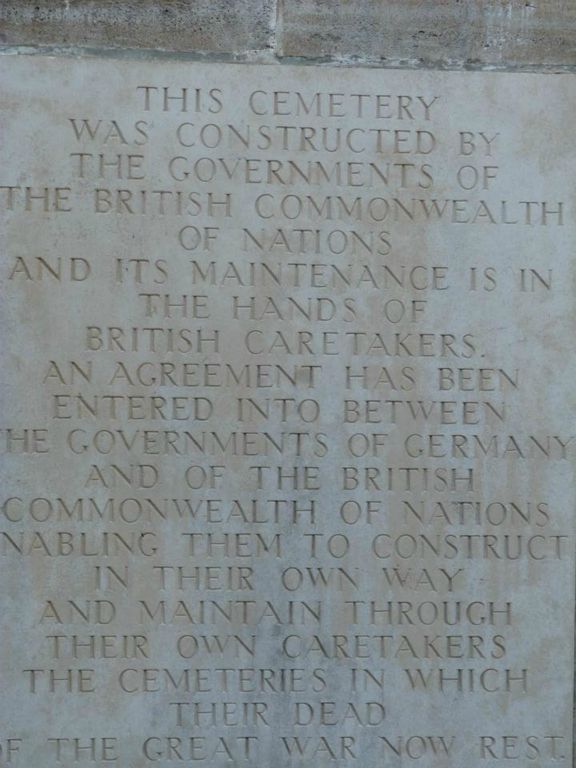 THIS CEMETERY
WAS CONSTRUCTED BY
THE GOVERNMENTS OF
THE BRITISH COMMONWEALTH
OF NATIONS
AND ITS MAINTENANCE IS IN
THE HANDS OF
BRITISH CARETAKERS.
AN AGREEMENT HAS BEEN
ENTERED INTO BETWEEN
HE GOVERNMENTS OF GERMANY
AND OF THE BRITISH
COMMONWEALTH OF NATIONS
NABLING THEM TO CONSTRUCT
IN THEIR OWN WAY
AND MAINTAIN THROUGH
THEIR OWN CARETAKERS
THE CEMETERIES IN WHICH
THEIR DEAD
OF THE GREAT WAR NOW REST.